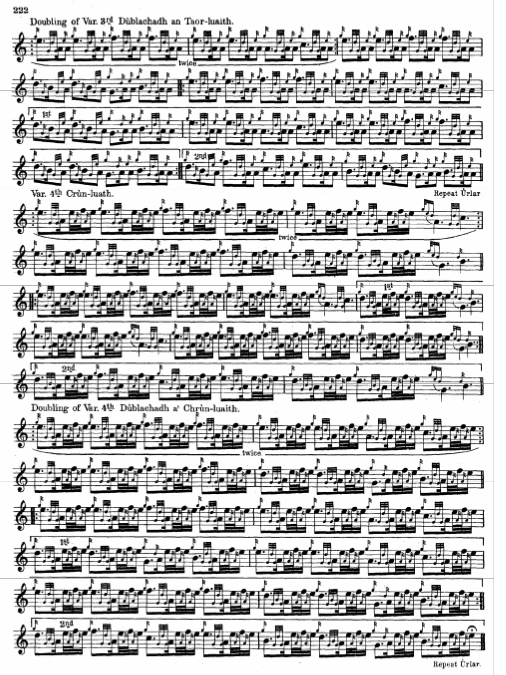 222
Doubling of Var. 3rd Dùblachadh an Taor-luaith.
twice
1st
2nd
Repeat Ùrlar
Var. 4th Crùn-luath.
twice
1st
2nd
Doubling of Var. 4th Dùblachadh a' Chrùn-luaith.
twice
1st
2nd
Repeat Ùrlar.